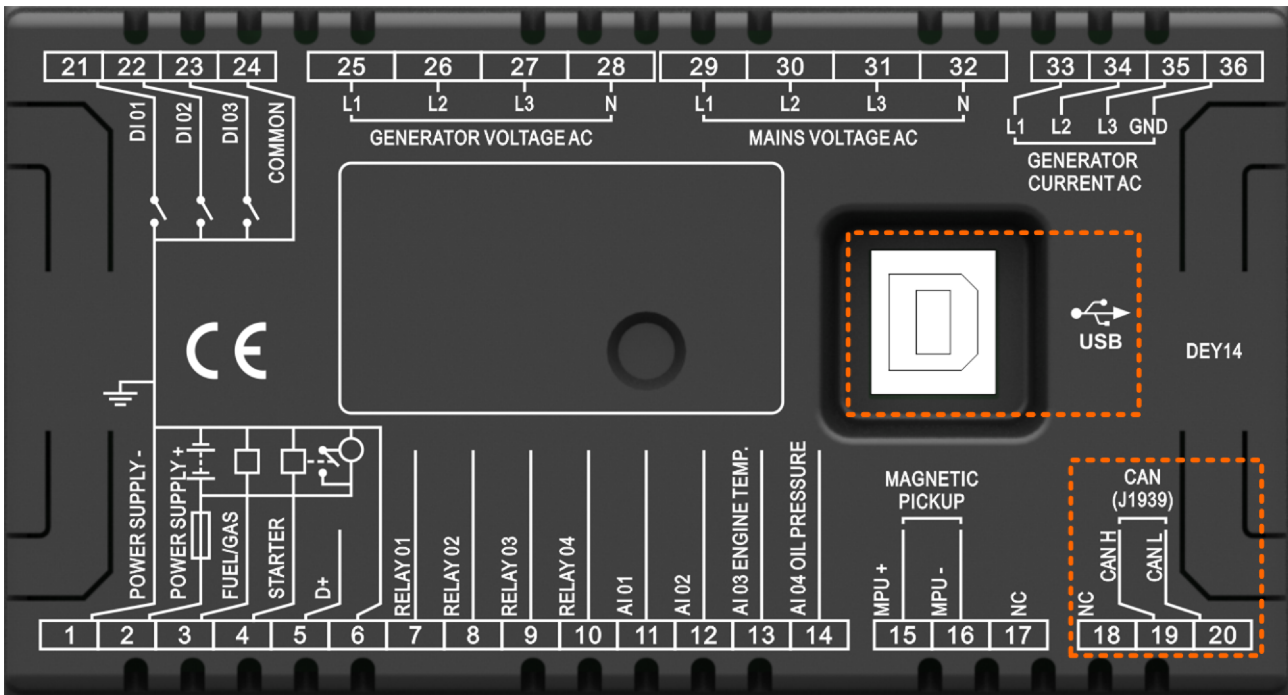 21 22 23 24
25 26 27 28
29 30 31 32
33 34 35 36
DI 01
DI 02
DI 03
COMMON
L1 L2 L3 N
GENERATOR VOLTAGE AC
L1 L2 L3 N
MAINS VOLTAGE AC
L1 L2 L3 GND
GENERATOR
CURRENT AC
CE
USB
DEY14
POWER SUPPLY -
POWER SUPPLY +
FUEL/GAS
STARTER
D+
RELAY 01
RELAY 02
RELAY 03
RELAY 04
AI 01
AI 02
AI 03 ENGINE TEMP.
AI 04 OIL PRESSURE
MAGNETIC
PICKUP
MPU +
MPU -
NC
CAN
(J1939)
NC
CAN H
CAN L
1 2 3 4 5 6 7 8 9 10 11 12 13 14
15 16 17
18 19 20